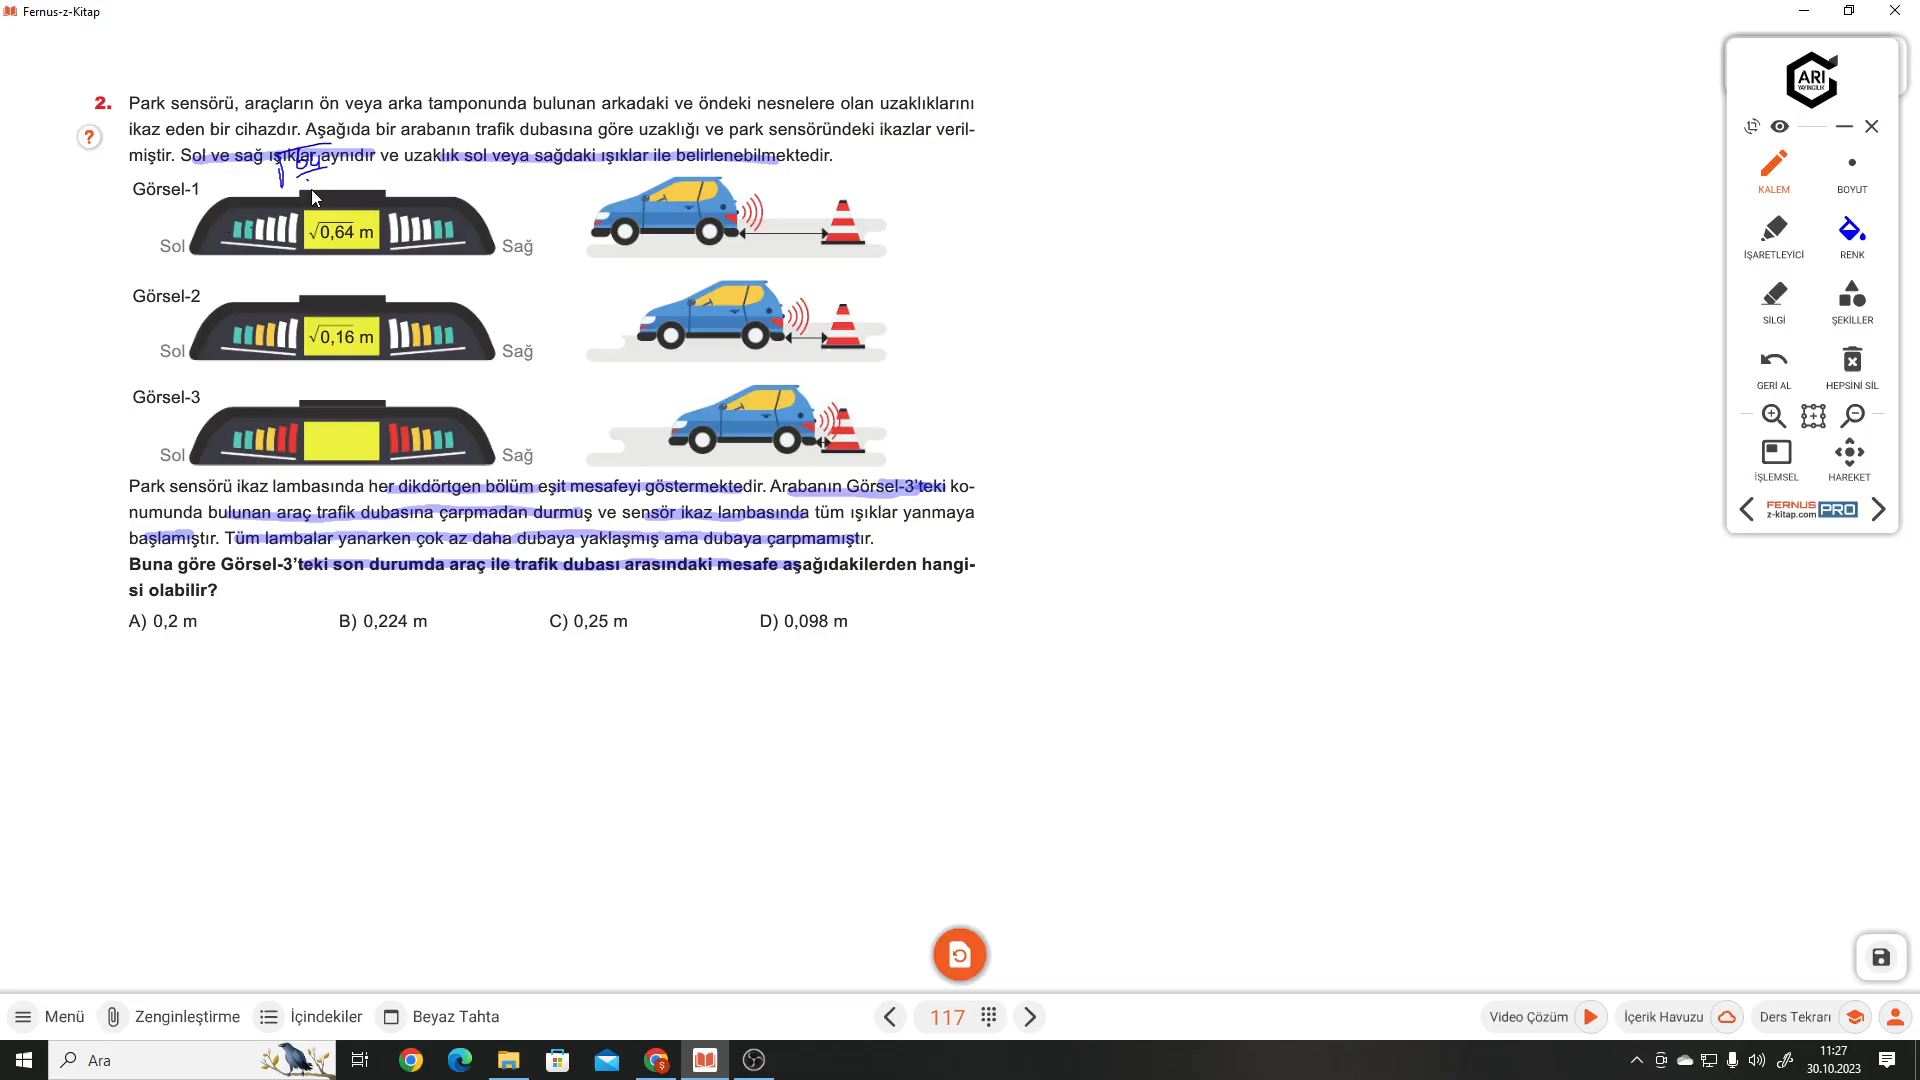 Fernus-z-Kitap
2. Park sensörü, araçların ön veya arka tamponunda bulunan arkadaki ve öndeki nesnelere olan uzaklıklarını
ikaz eden bir cihazdır. Aşağıda bir arabanın trafik dubasına göre uzaklığı ve park sensöründeki ikazlar veril-
miştir. Sol ve sağ ışıklar aynıdır ve uzaklık sol veya sağdaki ışıklar ile belirlenebilmektedir.
√64
Görsel-1
Sol √0,64 m Sağ
Görsel-2
Sol √0,16 m Sağ
Görsel-3
Sol Sağ
Park sensörü ikaz lambasında her dikdörtgen bölüm eşit mesafeyi göstermektedir. Arabanın Görsel-3'teki ko-
numunda bulunan araç trafik dubasına çarpmadan durmuş ve sensör ikaz lambasında tüm ışıklar yanmaya
başlamıştır. Tüm lambalar yanarken çok az daha dubaya yaklaşmış ama dubaya çarpmamıştır.
Buna göre Görsel-3'teki son durumda araç ile trafik dubası arasındaki mesafe aşağıdakilerden hangi-
si olabilir?
A) 0,2 m B) 0,224 m C) 0,25 m D) 0,098 m
?
ARI
YAYINCILIK
KALEM BOYUT
İŞARETLEYİCİ RENK
SİLGİ ŞEKİLLER
GERİ AL HEPSİNİ SİL
İŞLEMSEL HAREKET
FERNUS
z-kitap.com PRO
Menü Zenginleştirme İçindekiler Beyaz Tahta 117 Video Çözüm İçerik Havuzu Ders Tekrarı
Ara
11:27
30.10.2023